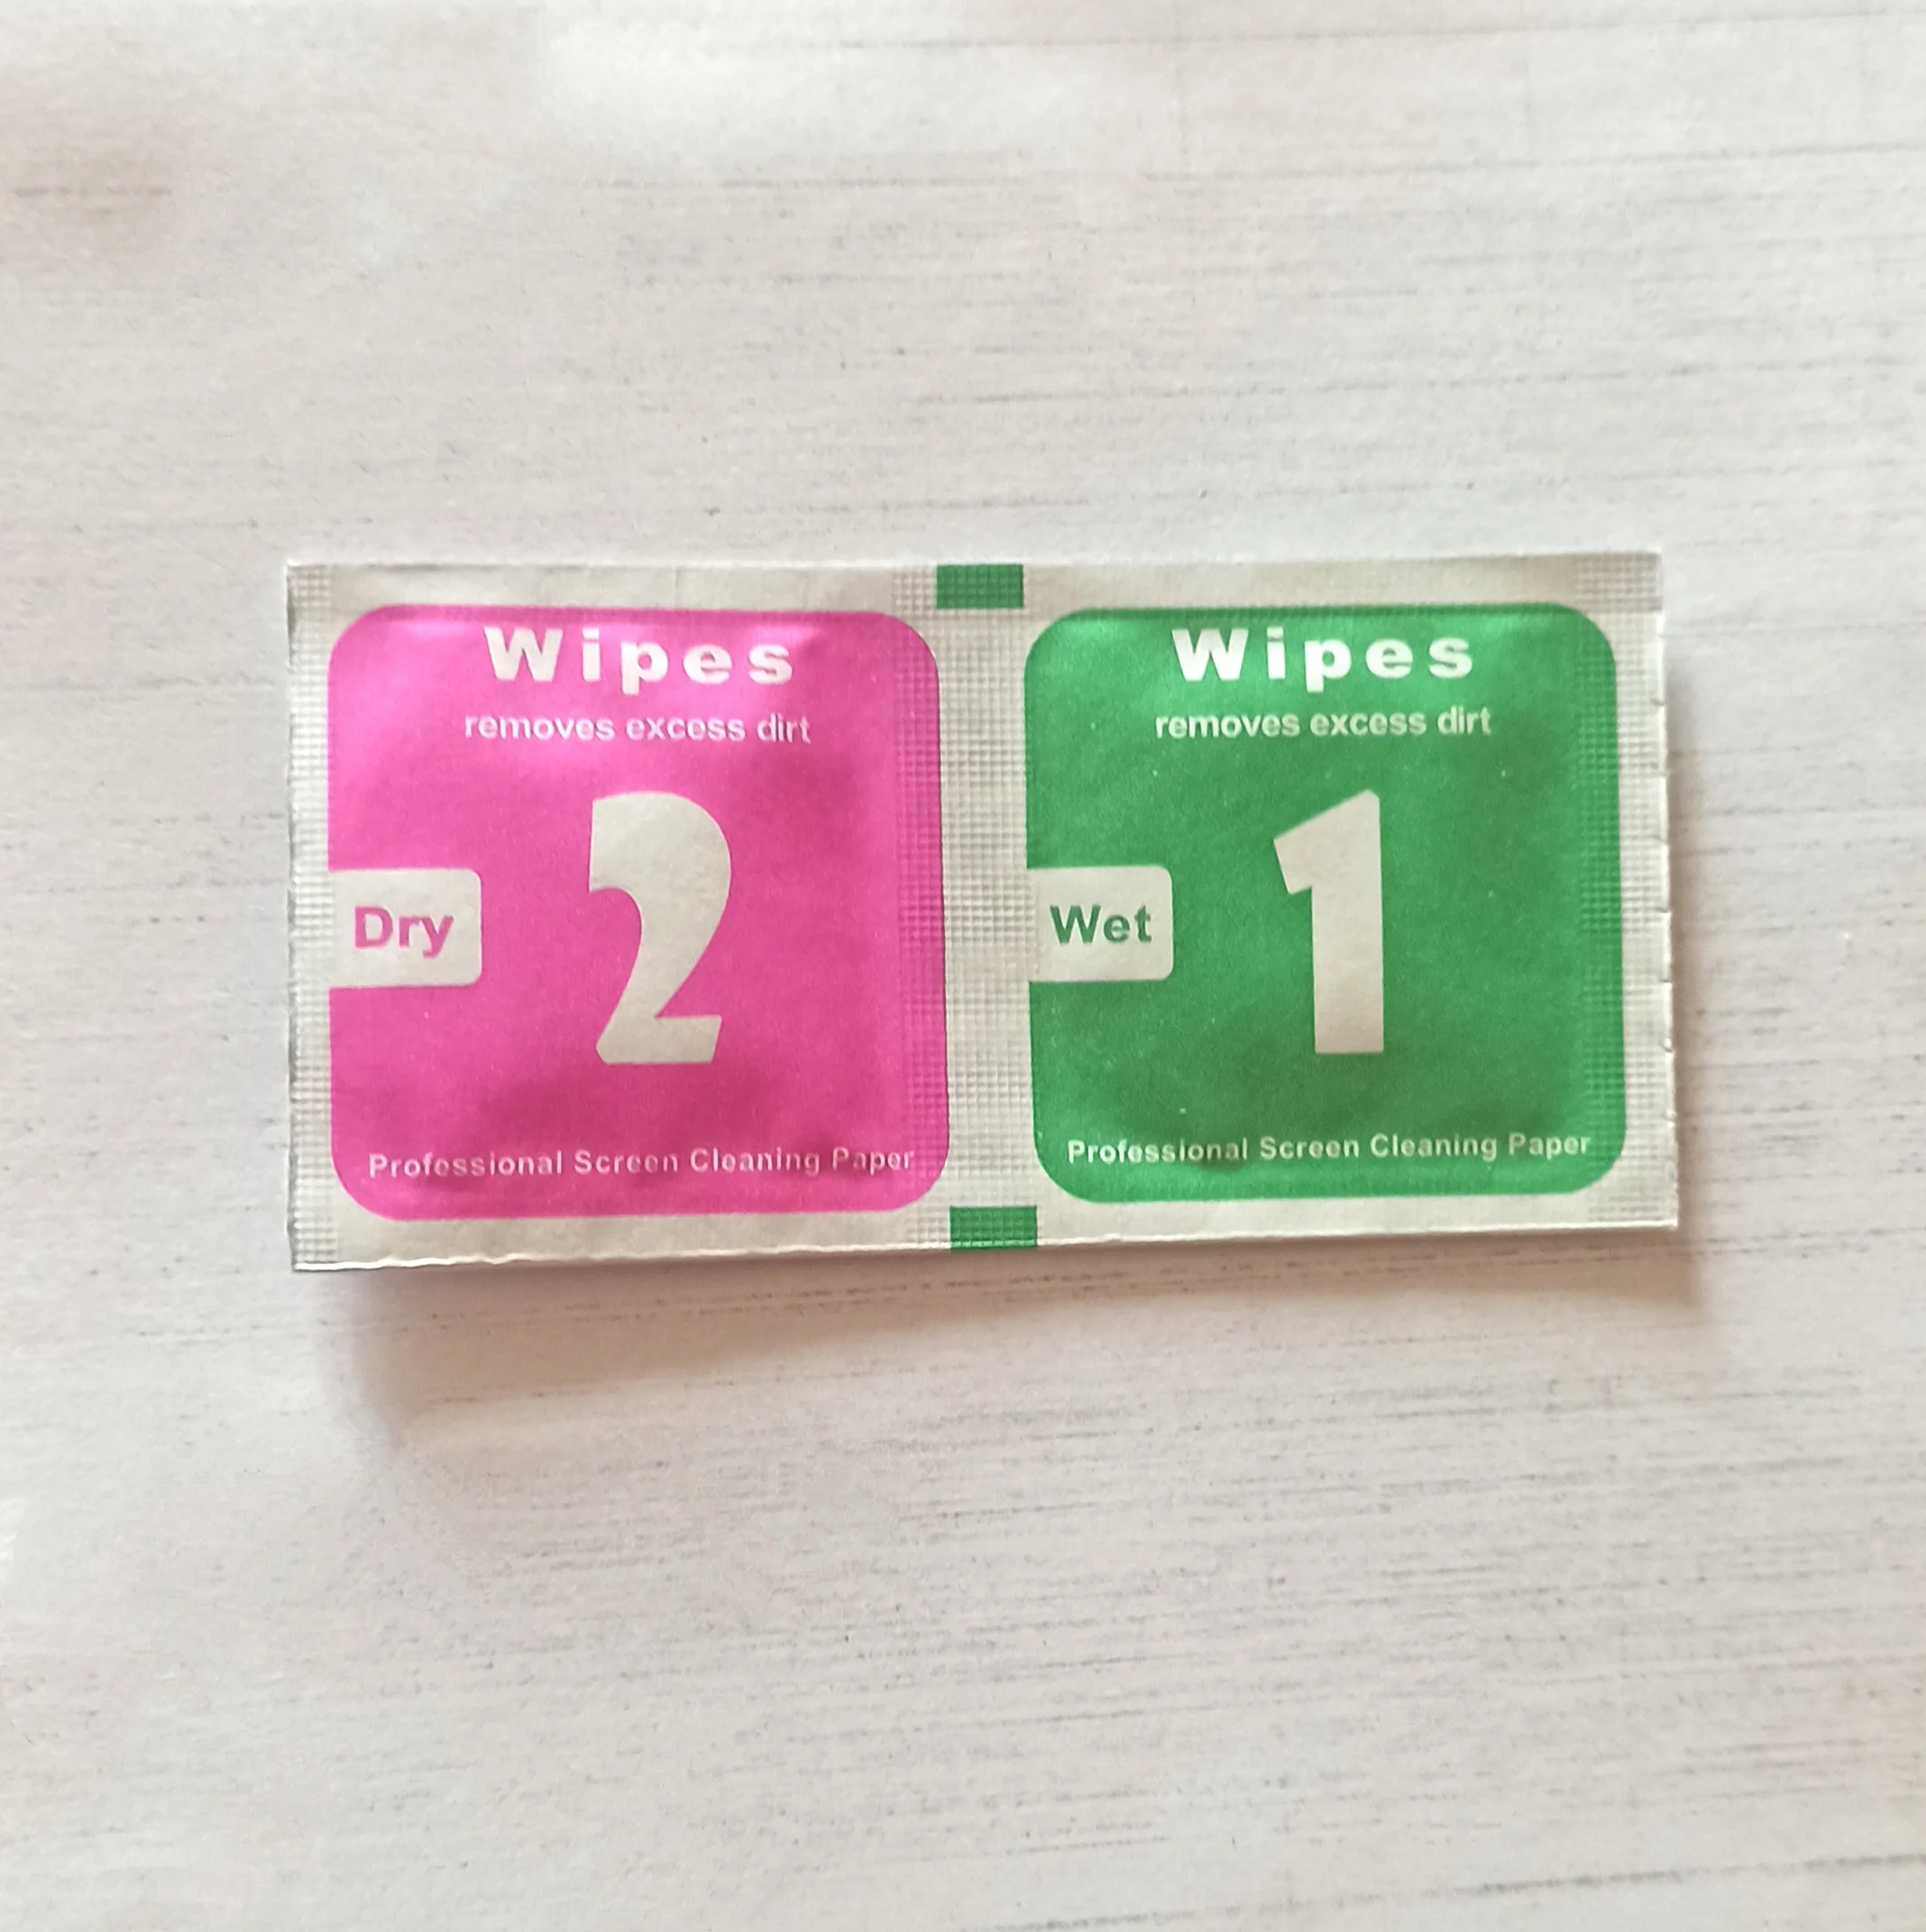 Wipes
removes excess dirt
2
Dry
Professional Screen Cleaning Paper
Wipes
removes excess dirt
1
Wet
Professional Screen Cleaning Paper